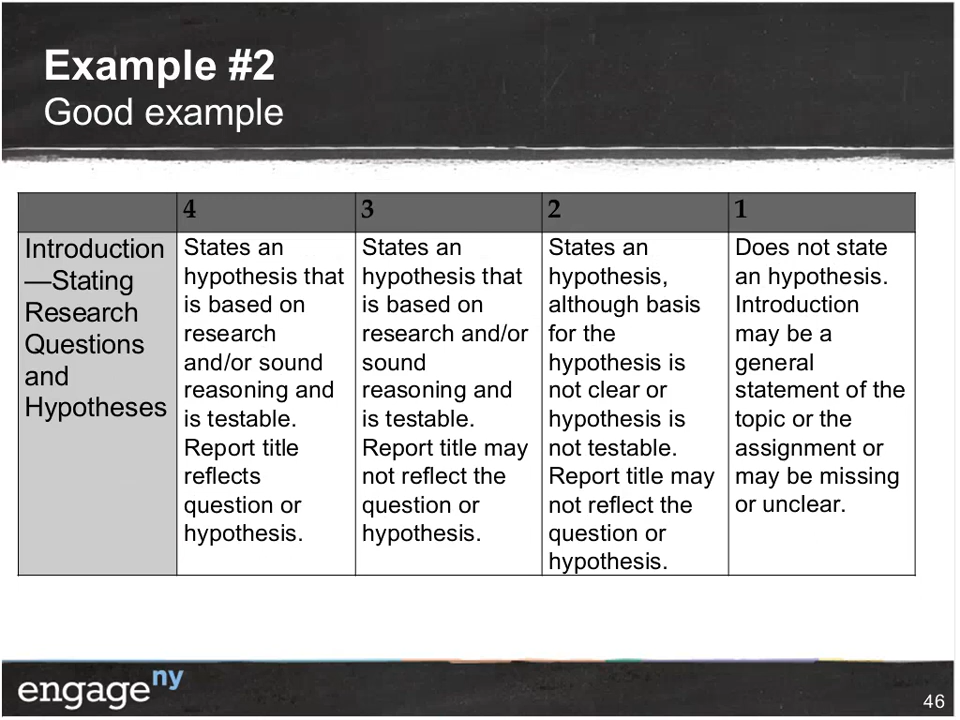 Example #2
Good example
4
3
2
1
Introduction
—Stating
Research
Questions
and
Hypotheses
States an
hypothesis that
is based on
research
and/or sound
reasoning and
is testable.
Report title
reflects
question or
hypothesis.
States an
hypothesis that
is based on
research and/or
sound
reasoning and
is testable.
Report title may
not reflect the
question or
hypothesis.
States an
hypothesis,
although basis
for the
hypothesis is
not clear or
hypothesis is
not testable.
Report title may
not reflect the
question or
hypothesis.
Does not state
an hypothesis.
Introduction
may be a
general
statement of the
topic or the
assignment or
may be missing
or unclear.
engageny
46